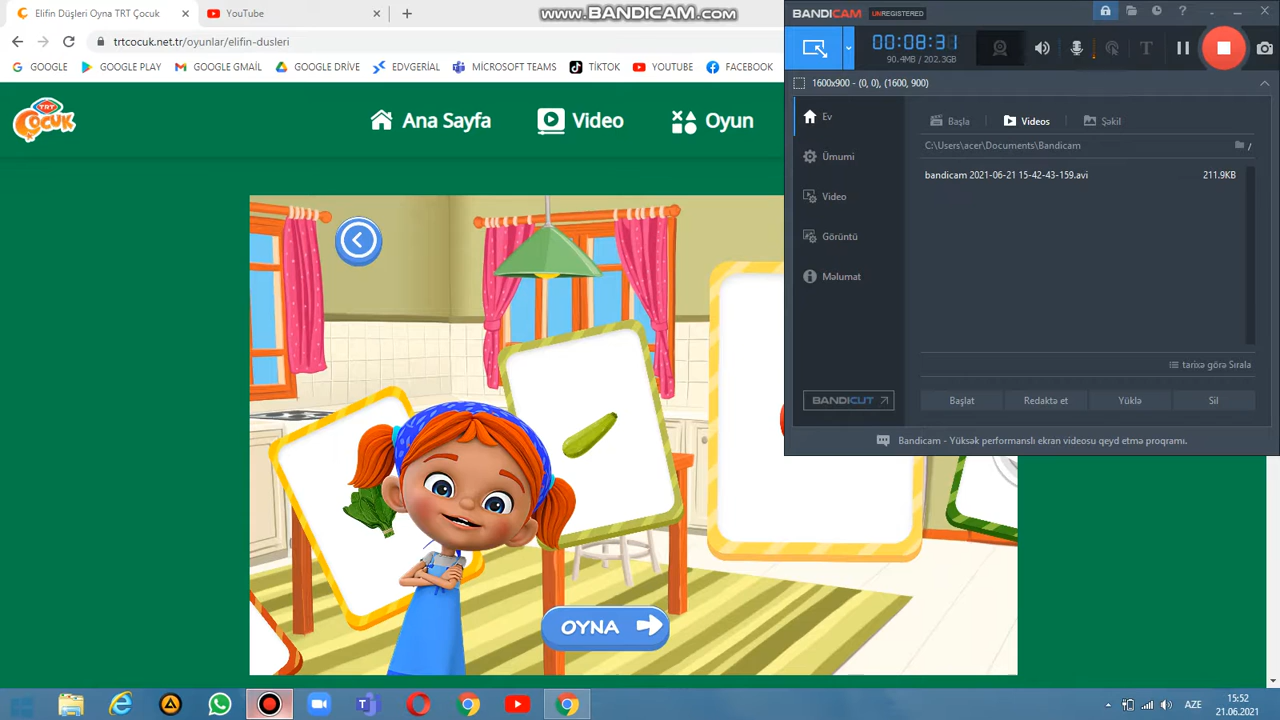 Elifin Düşleri Oyna TRT Çocuk
YouTube
www.BANDICAM.com
trtcocuk.net.tr/oyunlar/elifin-dusleri
GOOGLE
GOOGLE PLAY
GOOGLE GMAİL
GOOGLE DRİVE
EDVGERİAL
MİCROSOFT TEAMS
TİKTOK
YOUTUBE
FACEBOOK
TRT
ÇOCUK
Ana Sayfa
Video
Oyun
OYNA
BANDICAM UNREGISTERED
00:08:31
90.4MB / 202.3GB
1600x900 - (0, 0), (1600, 900)
Ev
Ümumi
Video
Görüntü
Məlumat
BANDICUT
Başla
Videos
Şəkil
C:\Users\acer\Documents\Bandicam
/
bandicam 2021-06-21 15-42-43-159.avi 211.9KB
tarixə görə Sırala
Başlat
Redaktə et
Yüklə
Sil
Bandicam - Yüksək performanslı ekran videosu qeyd etmə proqramı.
AZE
15:52
21.06.2021